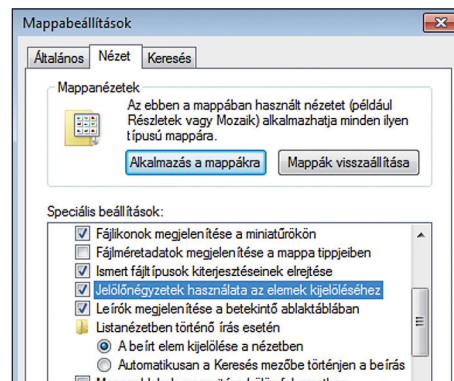 Mappabeállítások
Általános Nézet Keresés
Mappanézetek
Az ebben a mappában használt nézetet (például
Részletek vagy Mozaik) alkalmazhatja minden ilyen
típusú mappára.
Alkalmazás a mappákra Mappák visszaállítása
Speciális beállítások:
Fájlikonok megjelenítése a miniatűrökön
Fájlméretadatok megjelenítése a mappa tippjeiben
Ismert fájltípusok kiterjesztéseinek elrejtése
Jelölőnégyzetek használata az elemek kijelöléséhez
Leírók megjelenítése a betekintő ablaktáblában
Listanézetben történő írás esetén
A beírt elem kijelölése a nézetben
Automatikusan a Keresés mezőbe történjen a beírás